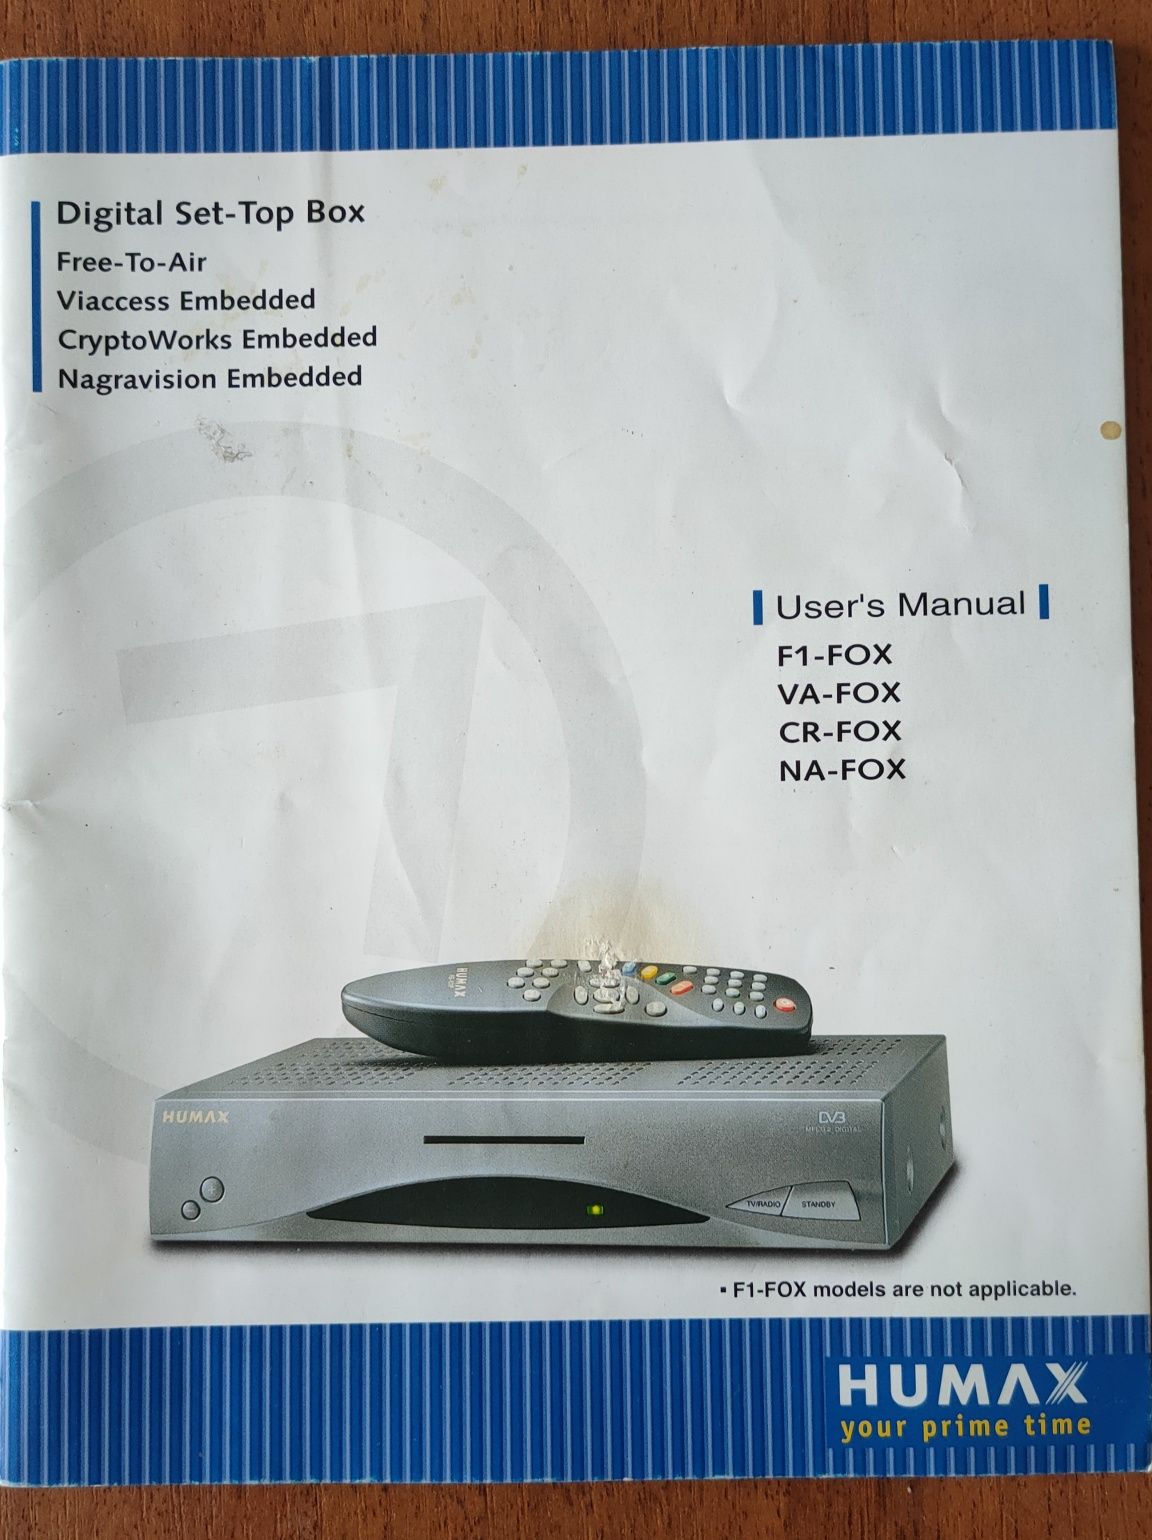 Digital Set-Top Box
Free-To-Air
Viaccess Embedded
CryptoWorks Embedded
Nagravision Embedded
User's Manual
F1-FOX
VA-FOX
CR-FOX
NA-FOX
HUMAX
HUMAX
DVB
DIGITAL
TV/RADIO
STANDBY
▪ F1-FOX models are not applicable.
HUMAX
your prime time